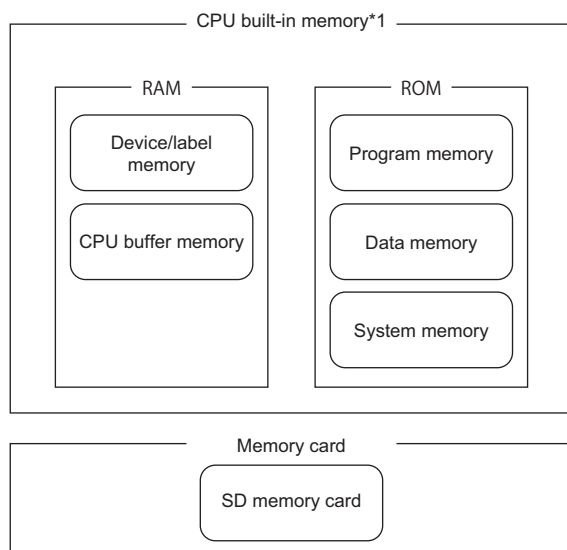 CPU built-in memory*1
RAM
ROM
Device/label
memory
CPU buffer memory
Program memory
Data memory
System memory
Memory card
SD memory card